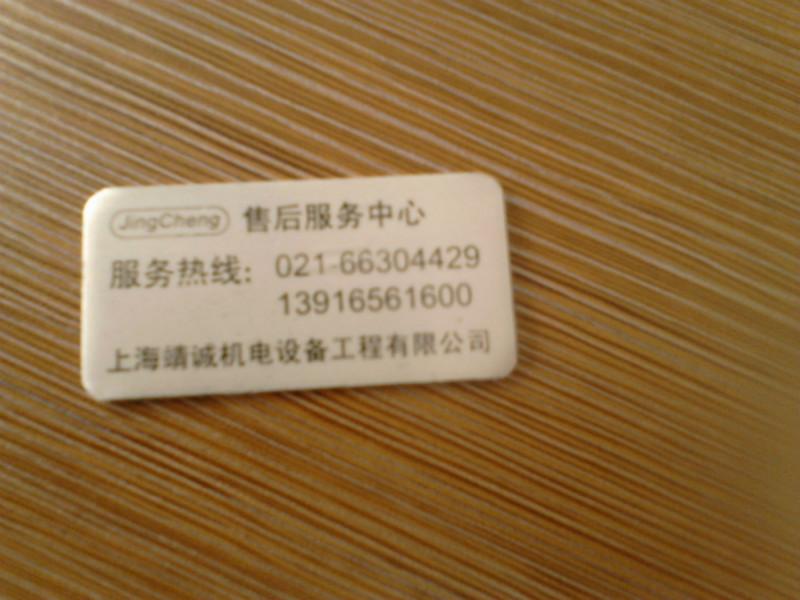 JingCheng 售后服务中心
服务热线: 021-66304429
13916561600
上海靖诚机电设备工程有限公司